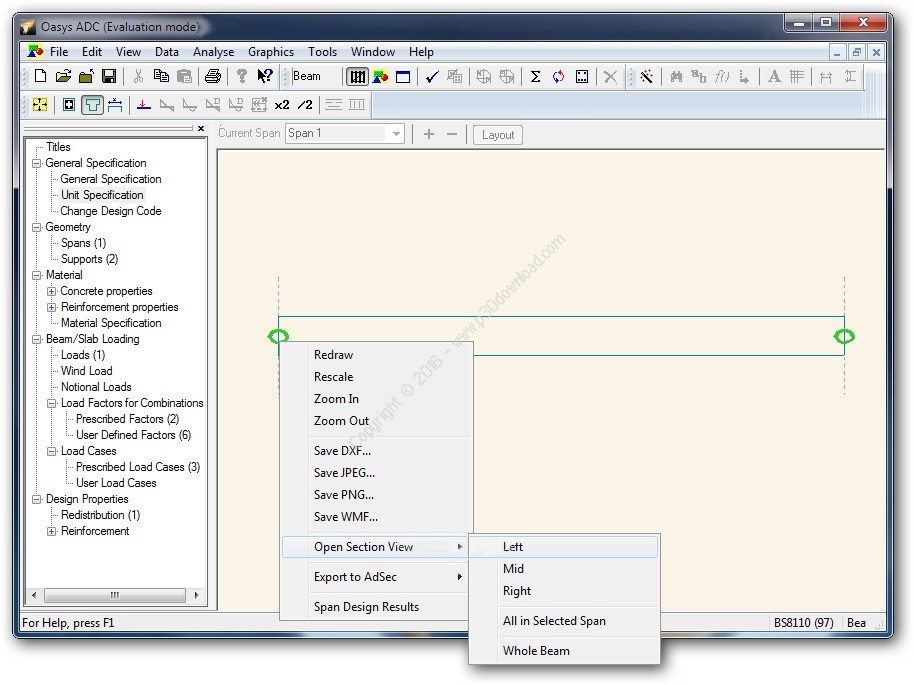 Oasys ADC (Evaluation mode)
File Edit View Data Analyse Graphics Tools Window Help
Beam
x2 /2
Current Span Span 1 Layout
Titles
General Specification
General Specification
Unit Specification
Change Design Code
Geometry
Spans (1)
Supports (2)
Material
Concrete properties
Reinforcement properties
Material Specification
Beam/Slab Loading
Loads (1)
Wind Load
Notional Loads
Load Factors for Combinations
Prescribed Factors (2)
User Defined Factors (6)
Load Cases
Prescribed Load Cases (3)
User Load Cases
Design Properties
Redistribution (1)
Reinforcement
Copyright © 2016 - www.p30download.com
Redraw
Rescale
Zoom In
Zoom Out
Save DXF...
Save JPEG...
Save PNG...
Save WMF...
Open Section View
Export to AdSec
Span Design Results
Left
Mid
Right
All in Selected Span
Whole Beam
For Help, press F1
BS8110 (97) Bea